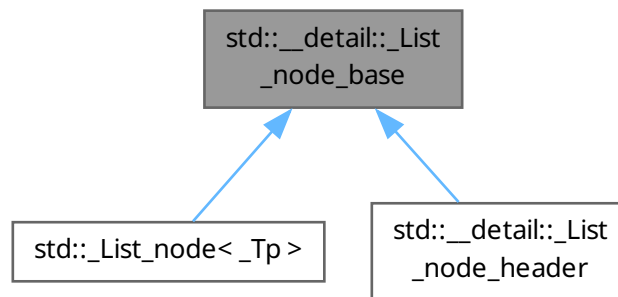 std::__detail::_List
_node_base
std::_List_node< _Tp >
std::__detail::_List
_node_header